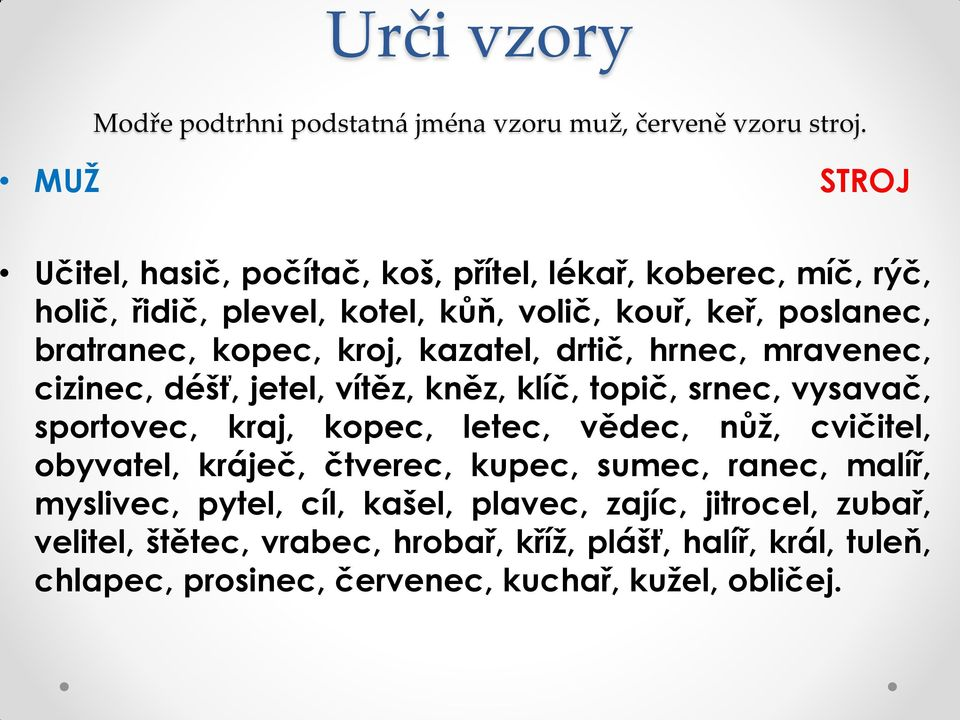 Urči vzory
Modře podtrhni podstatná jména vzoru muž, červeně vzoru stroj.
• MUŽ STROJ
• Učitel, hasič, počítač, koš, přítel, lékař, koberec, míč, rýč,
holič, řidič, plevel, kotel, kůň, volič, kouř, keř, poslanec,
bratranec, kopec, kroj, kazatel, drtič, hrnec, mravenec,
cizinec, déšť, jetel, vítěz, kněz, klíč, topič, srnec, vysavač,
sportovec, kraj, kopec, letec, vědec, nůž, cvičitel,
obyvatel, kráječ, čtverec, kupec, sumec, ranec, malíř,
myslivec, pytel, cíl, kašel, plavec, zajíc, jitrocel, zubař,
velitel, štětec, vrabec, hrobař, kříž, plášť, halíř, král, tuleň,
chlapec, prosinec, červenec, kuchař, kužel, obličej.